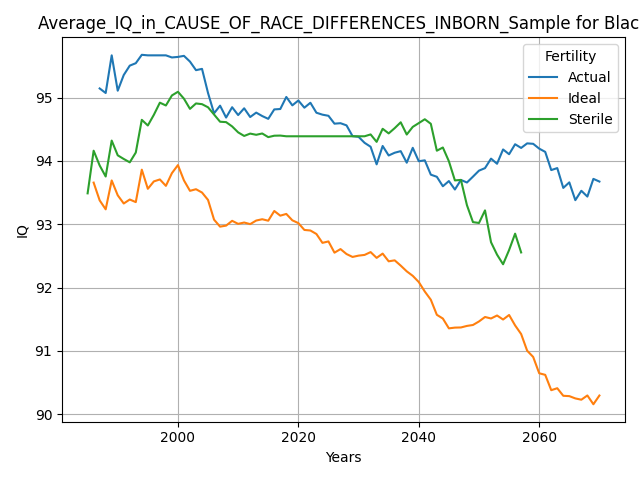 Average_IQ_in_CAUSE_OF_RACE_DIFFERENCES_INBORN_Sample for Blac
Fertility
Actual
Ideal
Sterile
IQ
95
94
93
92
91
90
2000 2020 2040 2060
Years